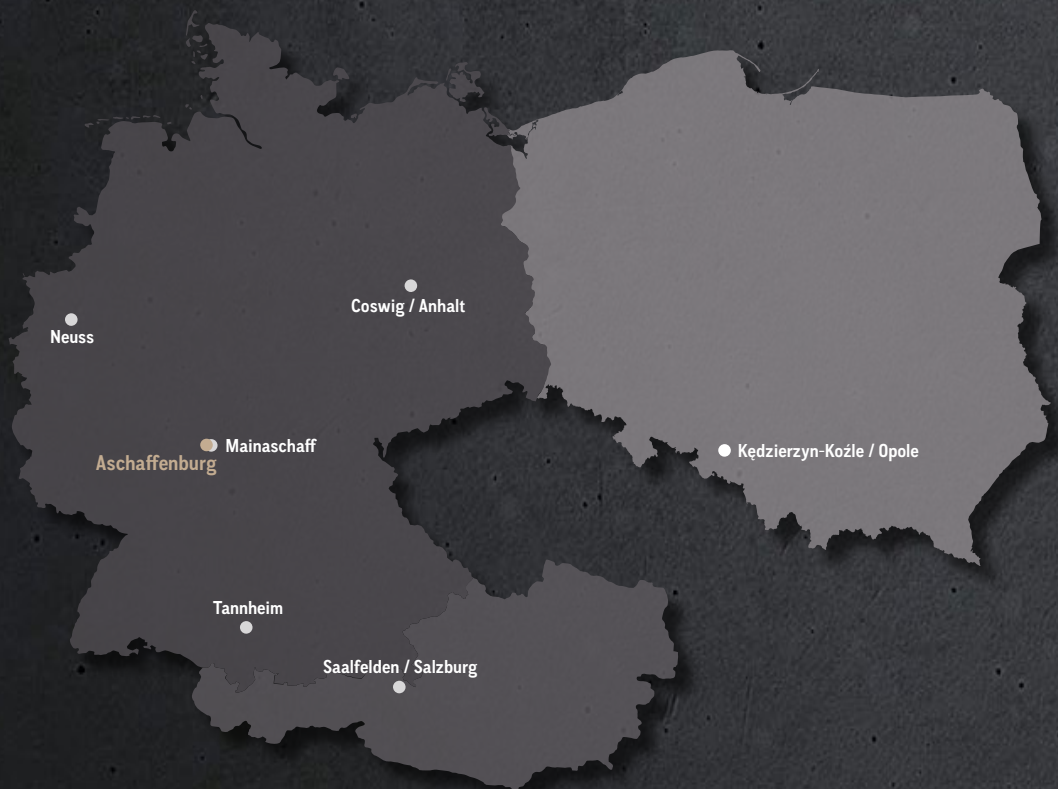 Coswig / Anhalt
Neuss
Mainaschaff
Aschaffenburg
Kędzierzyn-Koźle / Opole
Tannheim
Saalfelden / Salzburg